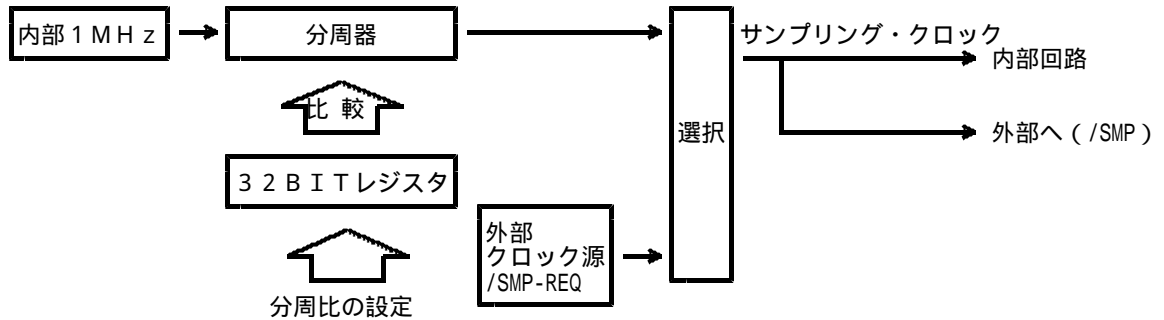 内部１ＭＨｚ
分周器
サンプリング・クロック
内部回路
比 較
選択
外部へ（/SMP）
３２ＢＩＴレジスタ
外部
クロック源
/SMP-REQ
分周比の設定